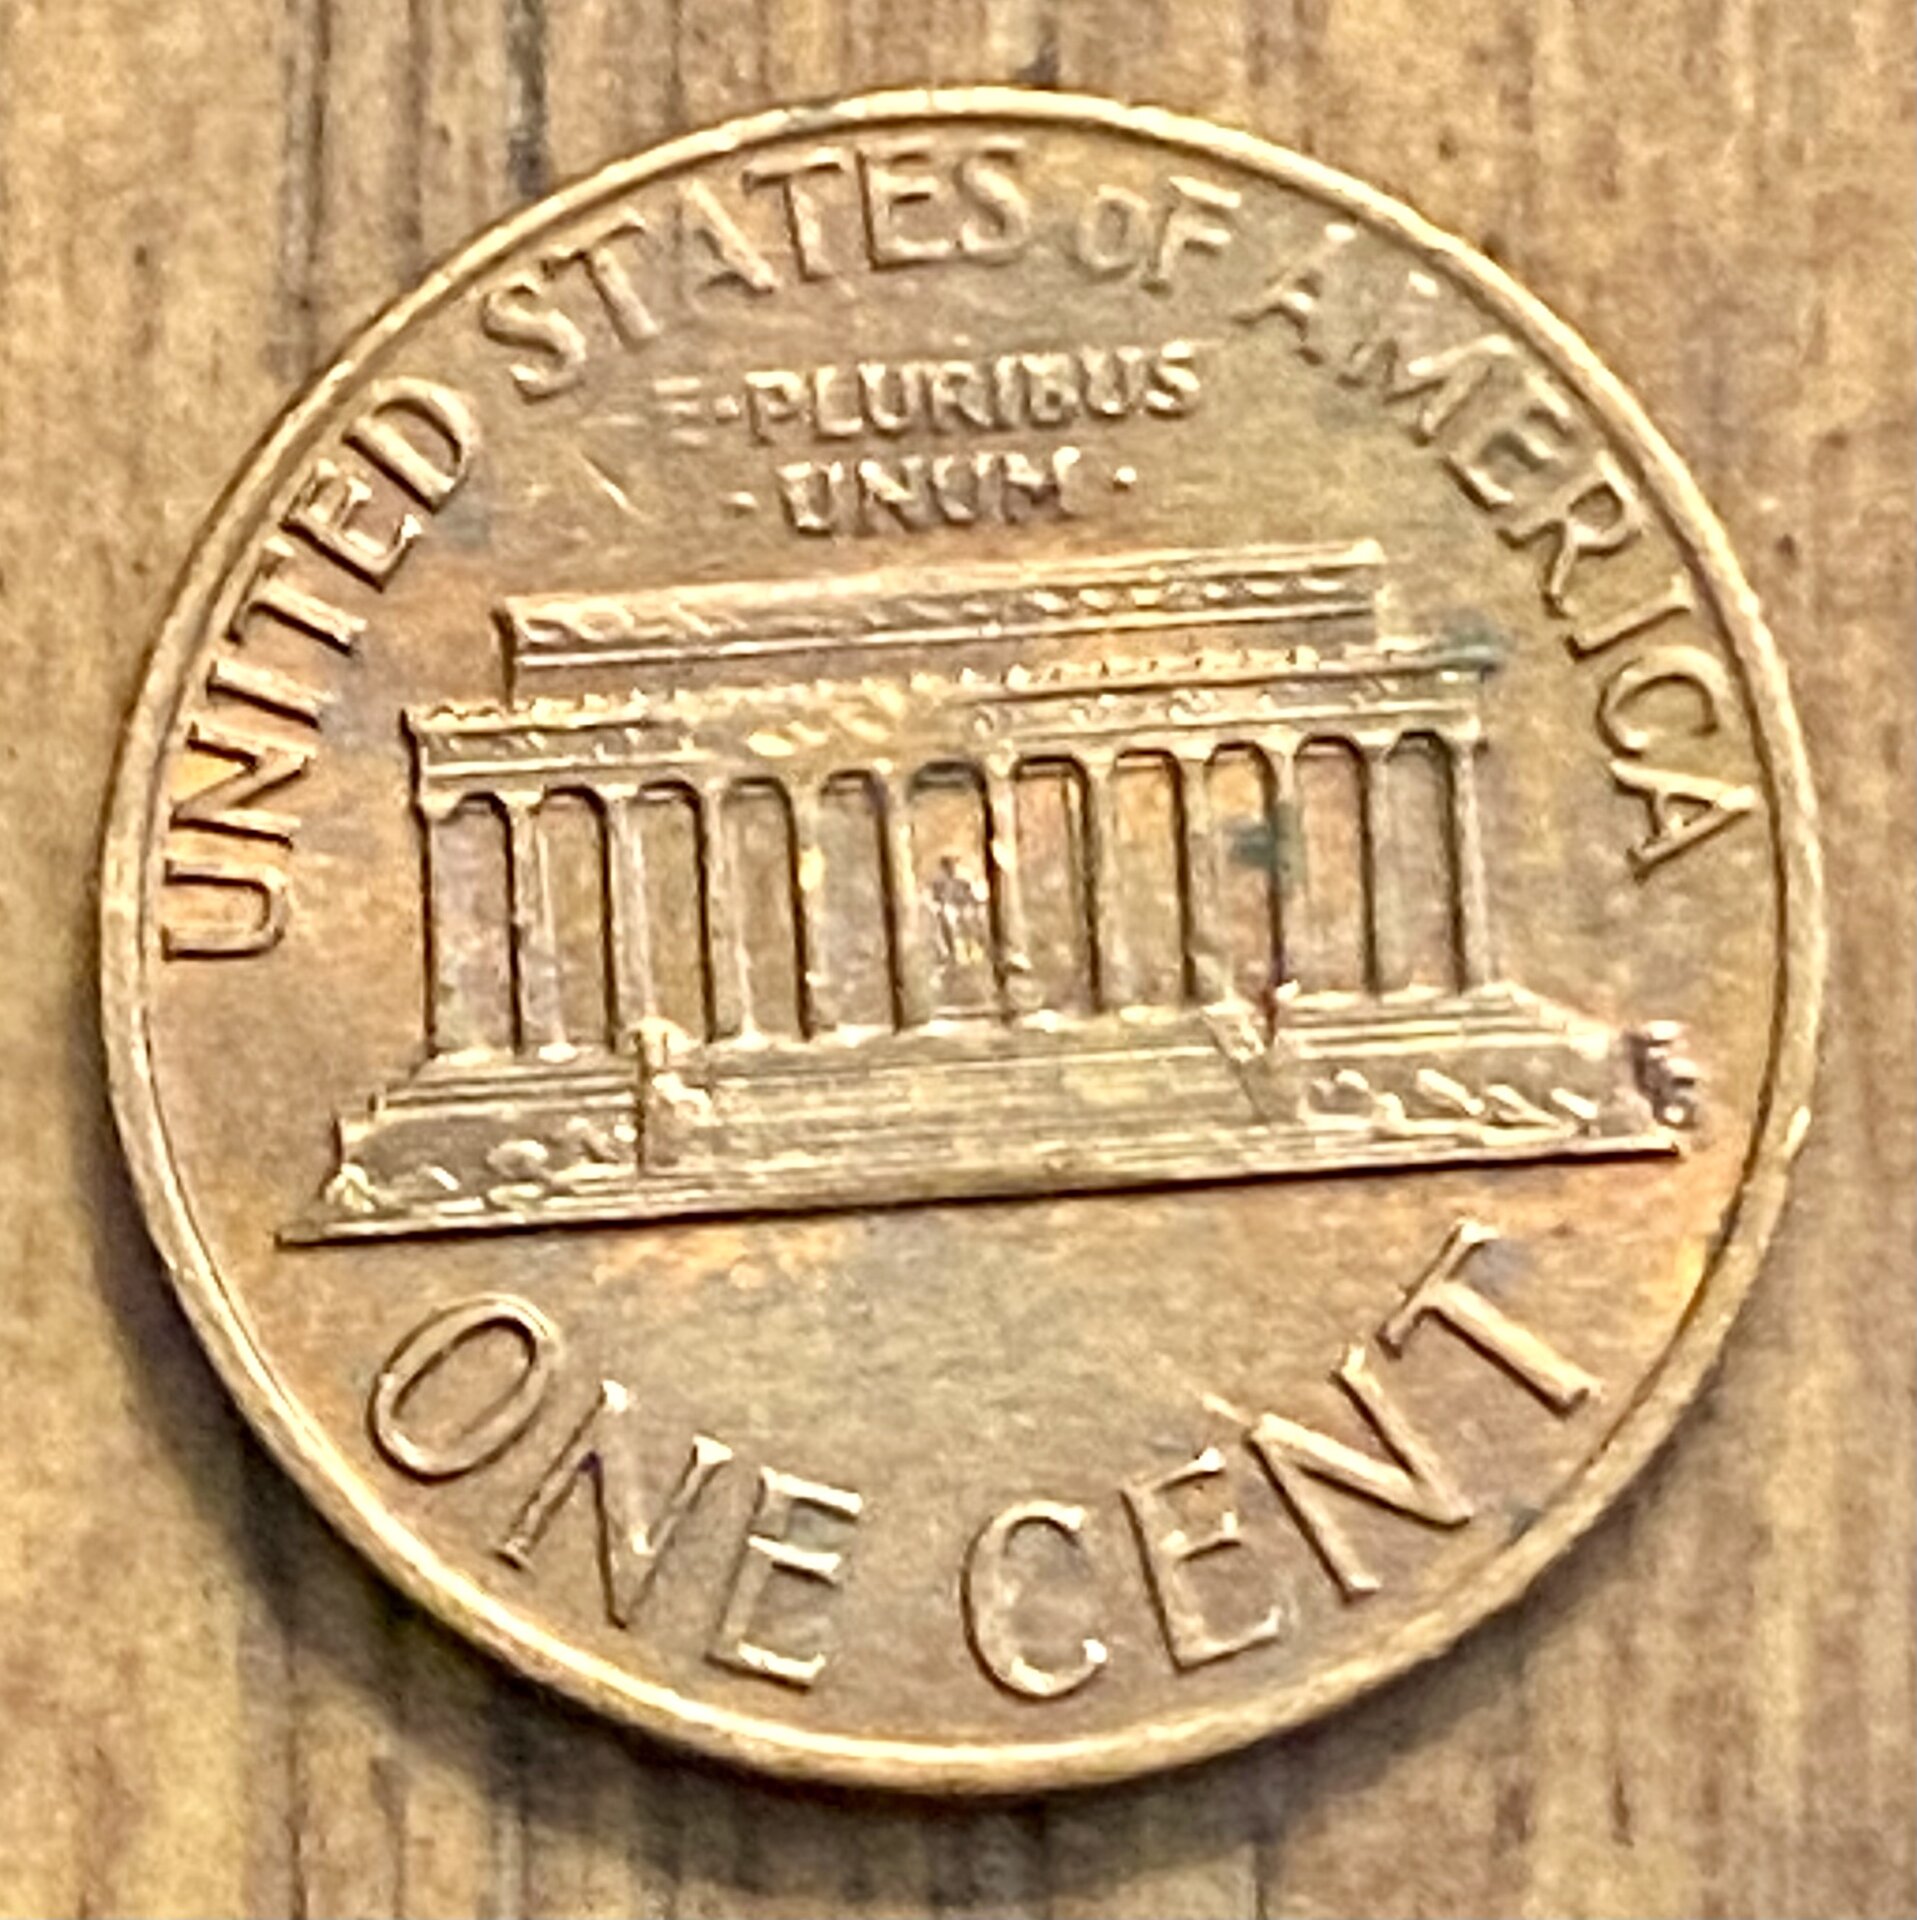 UNITED STATES OF AMERICA
E·PLURIBUS
·UNUM·
ONE CENT